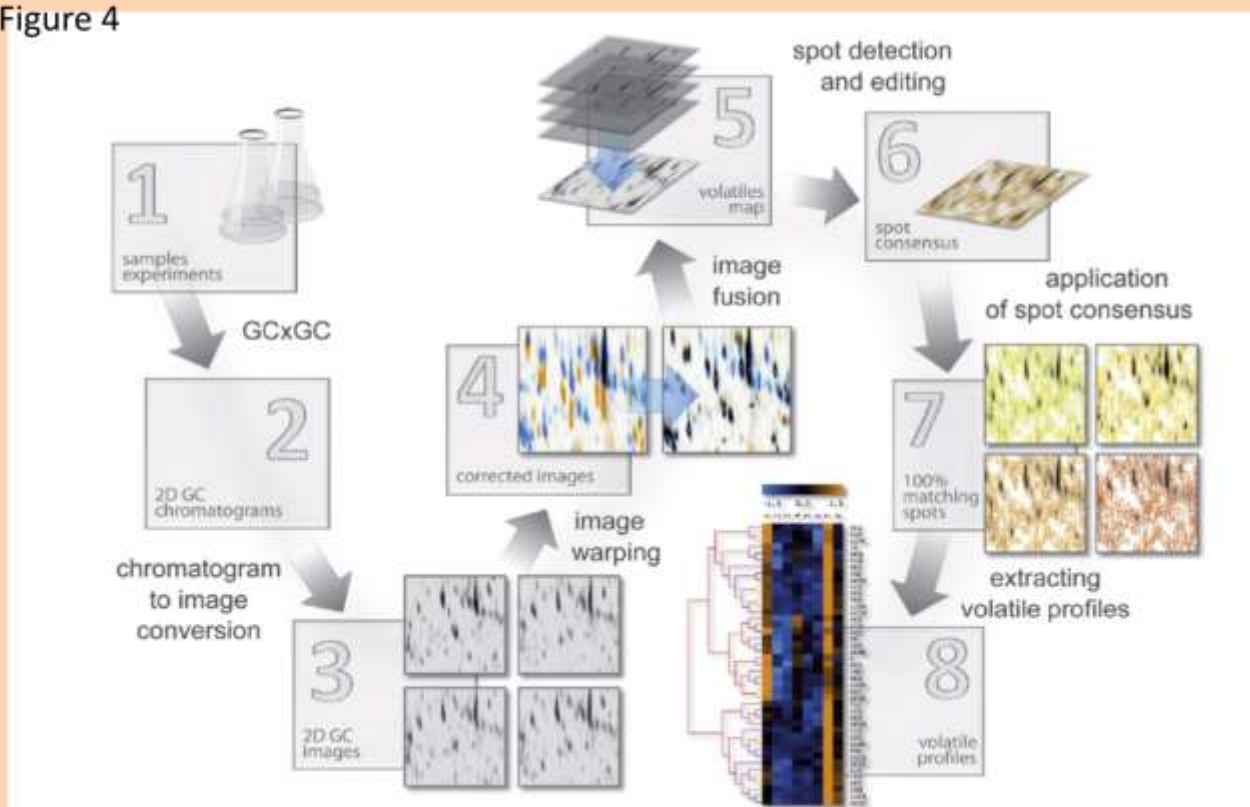 Figure 4
1
samples
experiments
GCxGC
2
2D GC
chromatograms
chromatogram
to image
conversion
3
2D GC
images
image
warping
4
corrected images
image
fusion
5
volatiles
map
spot detection
and editing
6
spot
consensus
application
of spot consensus
7
100%
matching
spots
extracting
volatile profiles
8
volatile
profiles